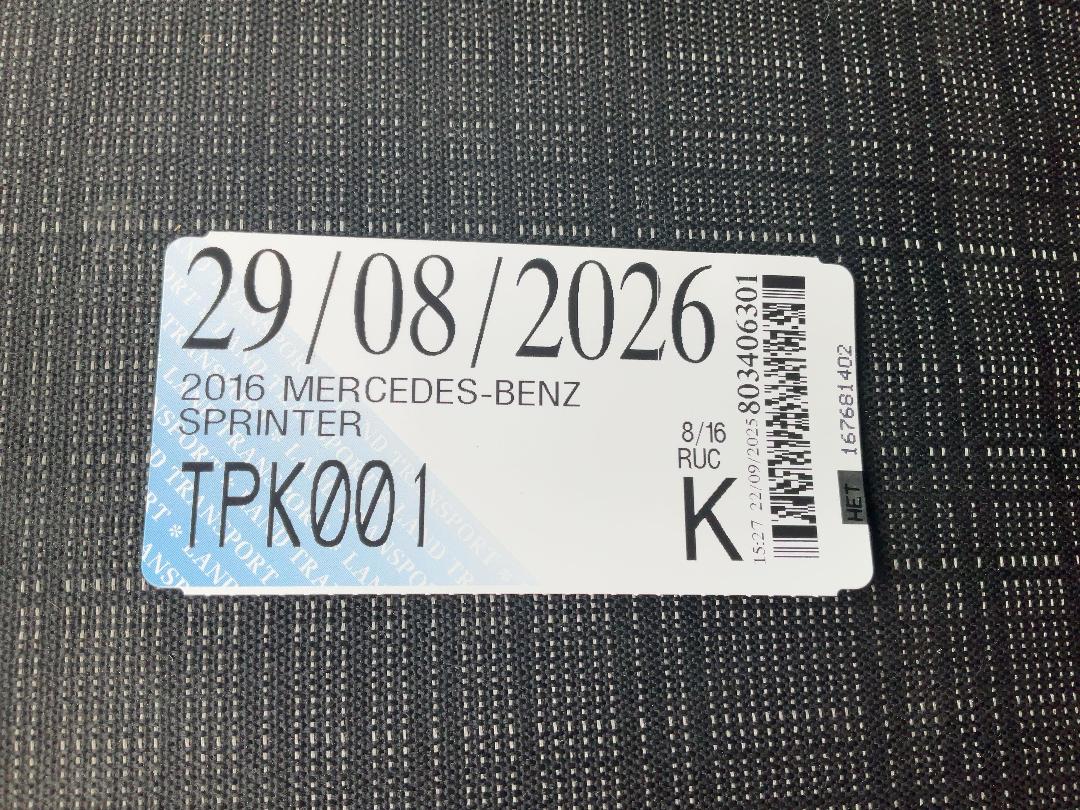 29/08/2026
2016 MERCEDES-BENZ
SPRINTER
TPK001
8/16
RUC
K
15:27 22/09/2025 803406301
167681402
HET